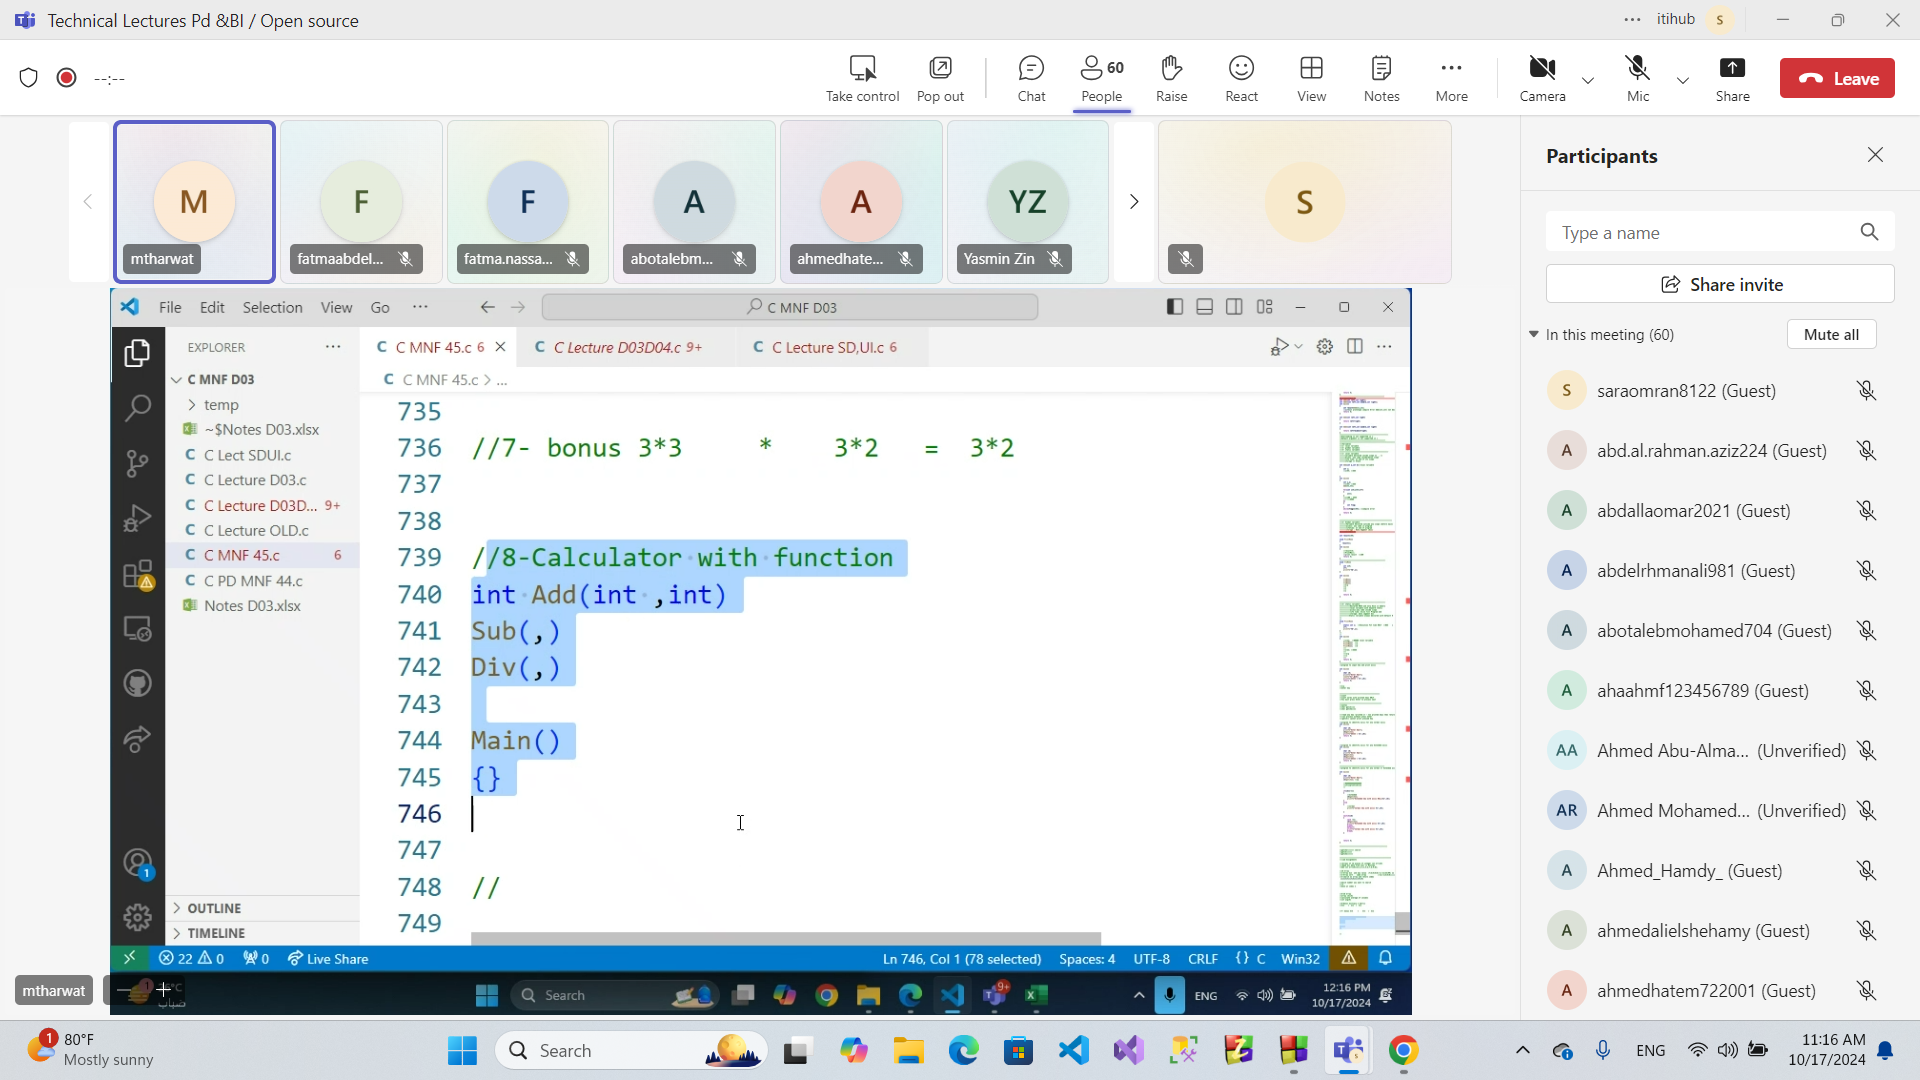 Technical Lectures Pd &BI / Open source
itihub S
--:--
Take control
Pop out
Chat
60
People
Raise
React
View
Notes
More
Camera
Mic
Share
Leave
M
mtharwat
F
fatmaabdel...
F
fatma.nassa...
A
abotalebm...
A
ahmedhate...
YZ
Yasmin Zin
S
Participants
Type a name
Share invite
In this meeting (60)
Mute all
S saraomran8122 (Guest)
A abd.al.rahman.aziz224 (Guest)
A abdallaomar2021 (Guest)
A abdelrhmanali981 (Guest)
A abotalebmohamed704 (Guest)
A ahaahmf123456789 (Guest)
AA Ahmed Abu-Alma... (Unverified)
AR Ahmed Mohamed... (Unverified)
A Ahmed_Hamdy_ (Guest)
A ahmedalielshehamy (Guest)
A ahmedhatem722001 (Guest)
File Edit Selection View Go ...
C MNF D03
EXPLORER
C C MNF 45.c 6
C C Lecture D03D04.c 9+
C C Lecture SD,UI.c 6
C C MNF 45.c > ...
C MNF D03
temp
~$Notes D03.xlsx
C C Lect SDUI.c
C C Lecture D03.c
C C Lecture D03D... 9+
C C Lecture OLD.c
C C MNF 45.c 6
C C PD MNF 44.c
Notes D03.xlsx
OUTLINE
TIMELINE
735
736 //7- bonus 3*3 * 3*2 = 3*2
737
738
739 //8-Calculator with function
740 int Add(int ,int)
741 Sub(,)
742 Div(,)
743
744 Main()
745 {}
746
747
748 //
749
1
22 0 0 Live Share
Ln 746, Col 1 (78 selected) Spaces: 4 UTF-8 CRLF {} C Win32
mtharwat
1
ضباب
Search
9+
ENG
12:16 PM
10/17/2024
1
80°F
Mostly sunny
Search
ENG
11:16 AM
10/17/2024